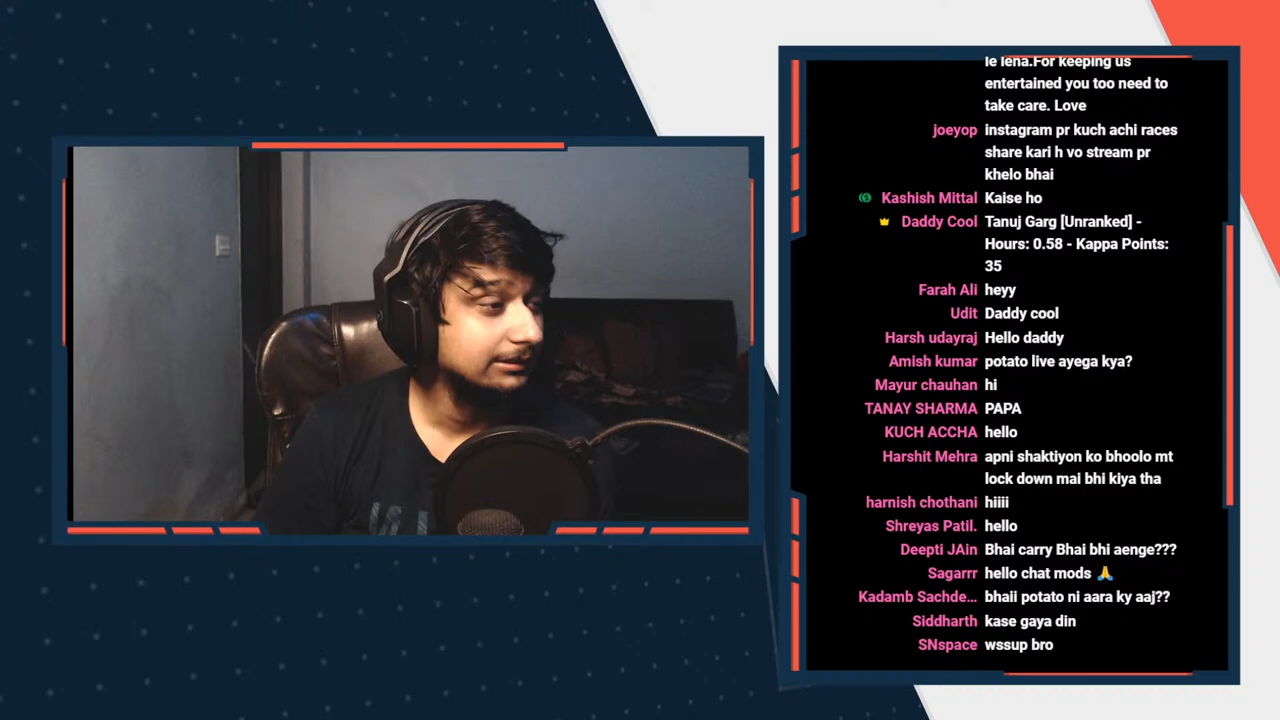 le lena.For keeping us
entertained you too need to
take care. Love
joeyop instagram pr kuch achi races
share kari h vo stream pr
khelo bhai
Kashish Mittal Kaise ho
Daddy Cool Tanuj Garg [Unranked] -
Hours: 0.58 - Kappa Points:
35
Farah Ali heyy
Udit Daddy cool
Harsh udayraj Hello daddy
Amish kumar potato live ayega kya?
Mayur chauhan hi
TANAY SHARMA PAPA
KUCH ACCHA hello
Harshit Mehra apni shaktiyon ko bhoolo mt
lock down mai bhi kiya tha
harnish chothani hiiii
Shreyas Patil. hello
Deepti JAin Bhai carry Bhai bhi aenge???
Sagarrr hello chat mods 🙏
Kadamb Sachde... bhaii potato ni aara ky aaj??
Siddharth kase gaya din
SNspace wssup bro